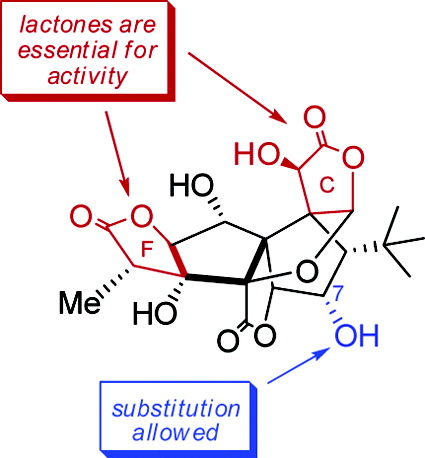 lactones are
essential for
activity
O
HO
O
C
HO
O
O
F
O
7
Me
HO
O
O
OH
substitution
allowed